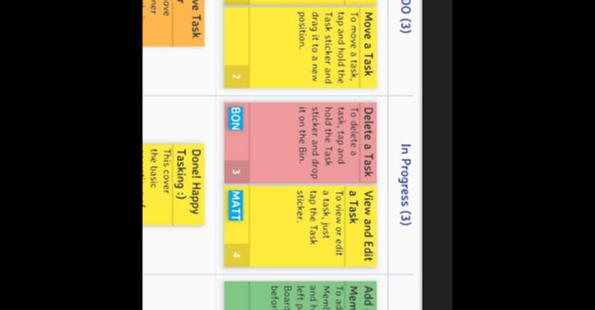 DO (3)
In Progress (3)
Move a Task
To move a task,
tap and hold the
Task sticker and
drag it to a new
position.
2
Delete a Task
To delete a
task, tap and
hold the Task
sticker and drop
it on the Bin.
BON
3
View and Edit
a Task
To view or edit
a task, just
tap the Task
sticker.
MATT
4
Add
Mem
To ad
Memb
and h
left p
Board
befor
ve Task
ove
ner
Done! Happy
Tasking :)
This cover
the basic